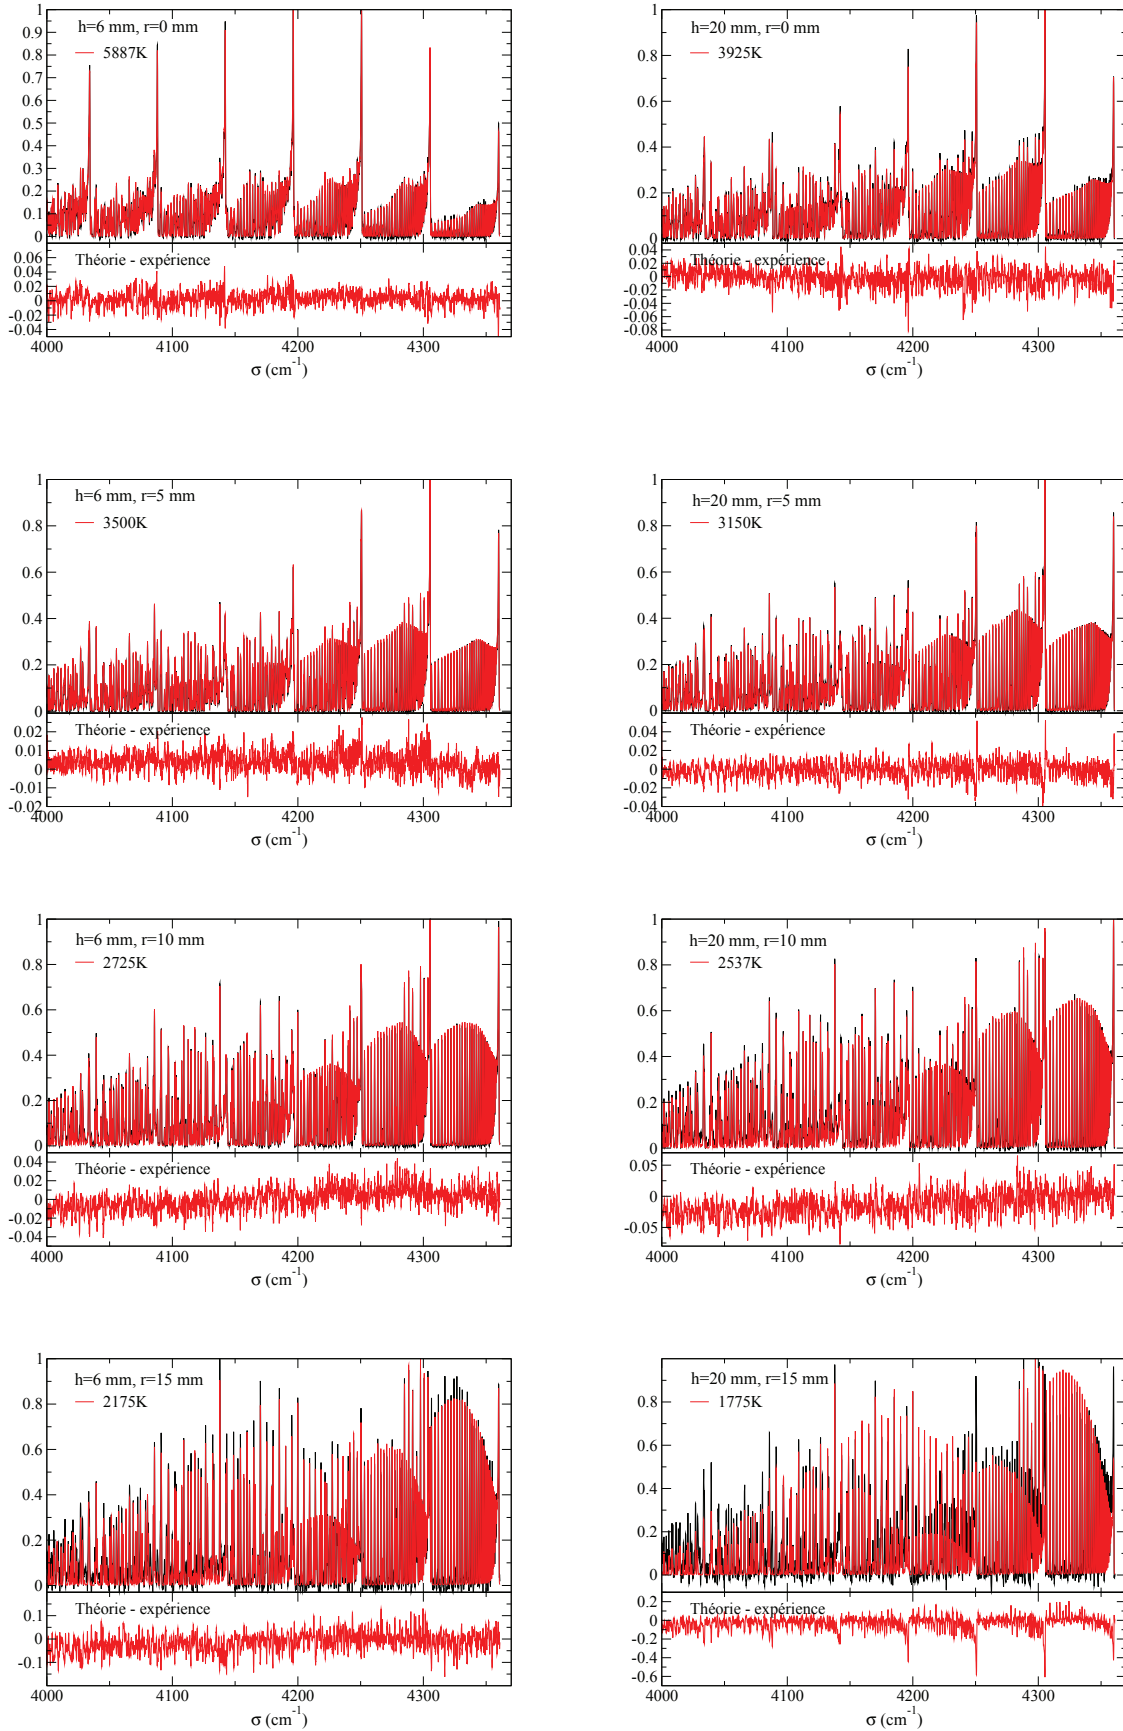 h=6 mm, r=0 mm
5887K
1
0.9
0.8
0.7
0.6
0.5
0.4
0.3
0.2
0.1
0
Théorie - expérience
0.06
0.04
0.02
0
-0.02
-0.04
4000 4100 4200 4300
σ (cm-1)
h=20 mm, r=0 mm
3925K
1
0.8
0.6
0.4
0.2
0
Théorie - expérience
0.04
0.02
0
-0.02
-0.04
-0.06
-0.08
4000 4100 4200 4300
σ (cm-1)
h=6 mm, r=5 mm
3500K
1
0.8
0.6
0.4
0.2
0
Théorie - expérience
0.02
0.01
0
-0.01
-0.02
4000 4100 4200 4300
σ (cm-1)
h=20 mm, r=5 mm
3150K
1
0.8
0.6
0.4
0.2
0
Théorie - expérience
0.04
0.02
0
-0.02
-0.04
4000 4100 4200 4300
σ (cm-1)
h=6 mm, r=10 mm
2725K
1
0.8
0.6
0.4
0.2
0
Théorie - expérience
0.04
0.02
0
-0.02
-0.04
4000 4100 4200 4300
σ (cm-1)
h=20 mm, r=10 mm
2537K
1
0.8
0.6
0.4
0.2
0
Théorie - expérience
0.05
0
-0.05
4000 4100 4200 4300
σ (cm-1)
h=6 mm, r=15 mm
2175K
1
0.8
0.6
0.4
0.2
0
Théorie - expérience
0.1
0
-0.1
4000 4100 4200 4300
σ (cm-1)
h=20 mm, r=15 mm
1775K
1
0.8
0.6
0.4
0.2
0
Théorie - expérience
0.2
0
-0.2
-0.4
-0.6
4000 4100 4200 4300
σ (cm-1)